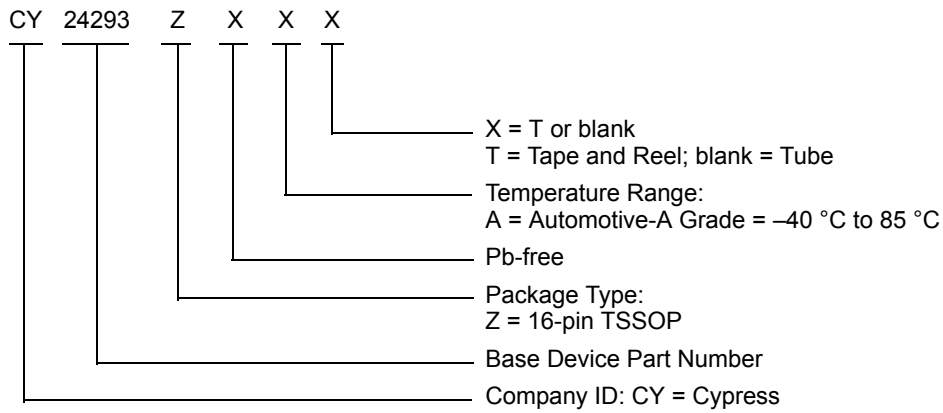 CY 24293 Z X X X
X = T or blank
T = Tape and Reel; blank = Tube
Temperature Range:
A = Automotive-A Grade = –40 °C to 85 °C
Pb-free
Package Type:
Z = 16-pin TSSOP
Base Device Part Number
Company ID: CY = Cypress